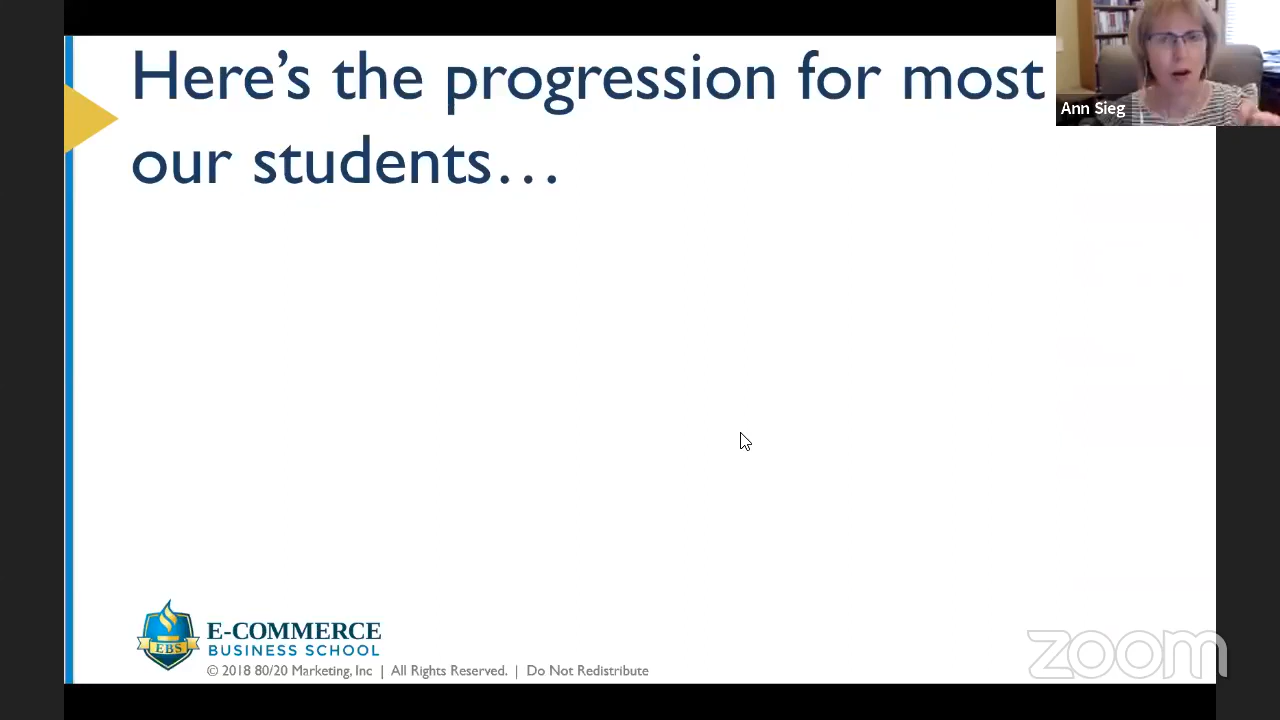 Here’s the progression for most
our students…
Ann Sieg
EBS
E-COMMERCE
BUSINESS SCHOOL
© 2018 80/20 Marketing, Inc | All Rights Reserved. | Do Not Redistribute
zoom